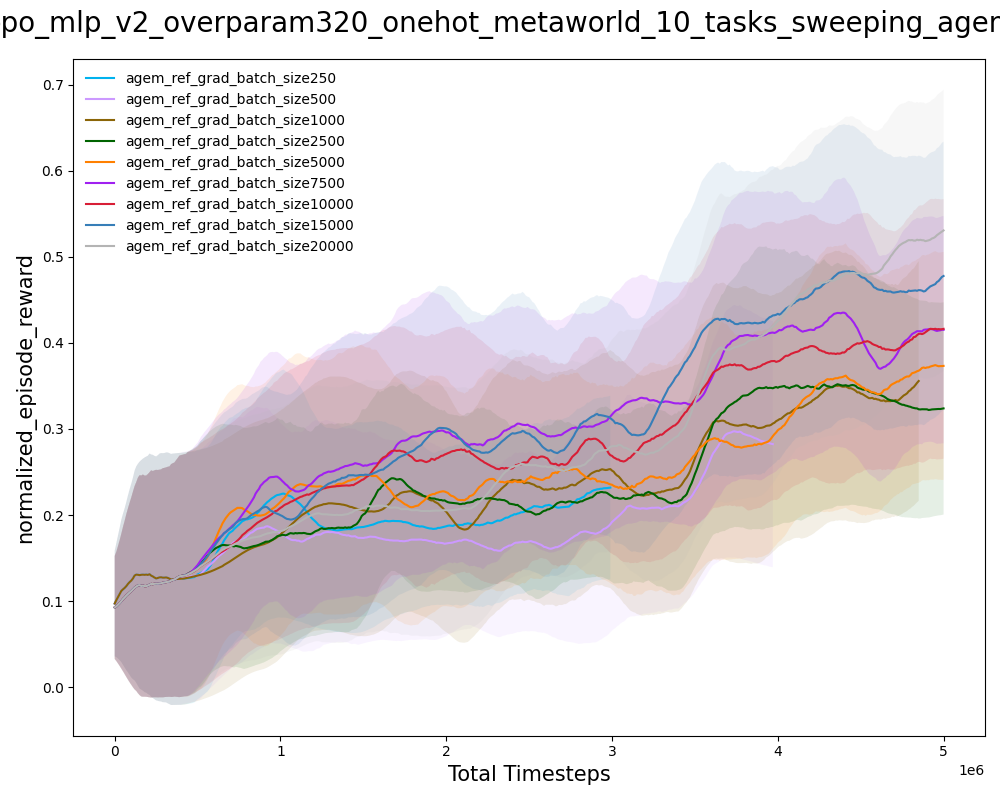 po_mlp_v2_overparam320_onehot_metaworld_10_tasks_sweeping_ager
agem_ref_grad_batch_size250
agem_ref_grad_batch_size500
agem_ref_grad_batch_size1000
agem_ref_grad_batch_size2500
agem_ref_grad_batch_size5000
agem_ref_grad_batch_size7500
agem_ref_grad_batch_size10000
agem_ref_grad_batch_size15000
agem_ref_grad_batch_size20000
normalized_episode_reward
0.7
0.6
0.5
0.4
0.3
0.2
0.1
0.0
0 1 2 3 4 5
1e6
Total Timesteps